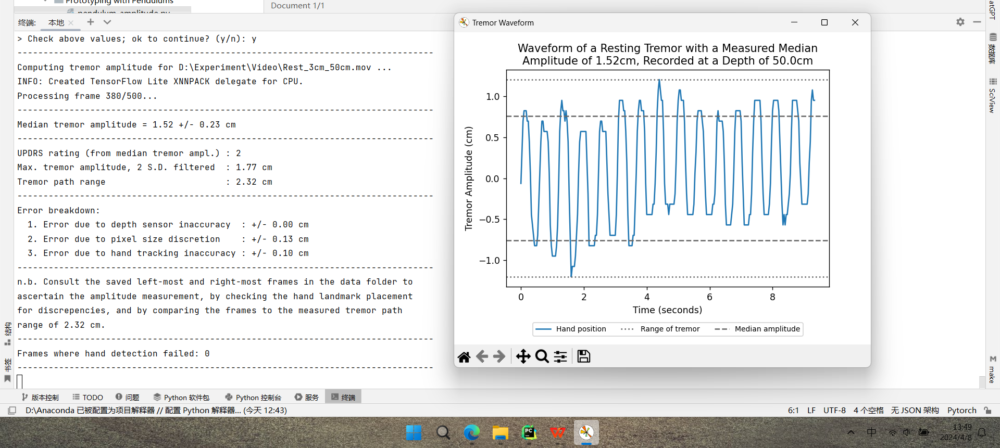 Prototyping with Pendulums
pendulum_amplitude.py
Document 1/1
终端:
本地
> Check above values; ok to continue? (y/n): y
--------------------------------------------------------------------------------
Computing tremor amplitude for D:\Experiment\Video\Rest_3cm_50cm.mov ...
INFO: Created TensorFlow Lite XNNPACK delegate for CPU.
Processing frame 380/500...
--------------------------------------------------------------------------------
Median tremor amplitude = 1.52 +/- 0.23 cm
--------------------------------------------------------------------------------
UPDRS rating (from median tremor ampl.) : 2
Max. tremor amplitude, 2 S.D. filtered  : 1.77 cm
Tremor path range                       : 2.32 cm
--------------------------------------------------------------------------------
Error breakdown:
1. Error due to depth sensor inaccuracy  : +/- 0.00 cm
2. Error due to pixel size discretion    : +/- 0.13 cm
3. Error due to hand tracking inaccuracy : +/- 0.10 cm
--------------------------------------------------------------------------------
n.b. Consult the saved left-most and right-most frames in the data folder to
ascertain the amplitude measurement, by checking the hand landmark placement
for discrepencies, and by comparing the frames to the measured tremor path
range of 2.32 cm.
--------------------------------------------------------------------------------
Frames where hand detection failed: 0
--------------------------------------------------------------------------------
Tremor Waveform
Waveform of a Resting Tremor with a Measured Median
Amplitude of 1.52cm, Recorded at a Depth of 50.0cm
Tremor Amplitude (cm)
1.0
0.5
0.0
−0.5
−1.0
0 2 4 6 8
Time (seconds)
Hand position Range of tremor Median amplitude
atGPT
数据库
SciView
M
make
结构
书签
版本控制 TODO 问题 Python 软件包 Python 控制台 服务 终端
D:\Anaconda 已被配置为项目解释器 // 配置 Python 解释器... (今天 12:43)
6:1 LF UTF-8 4 个空格 无 JSON 架构 Pytorch
PC
中
13:49
2024/4/8